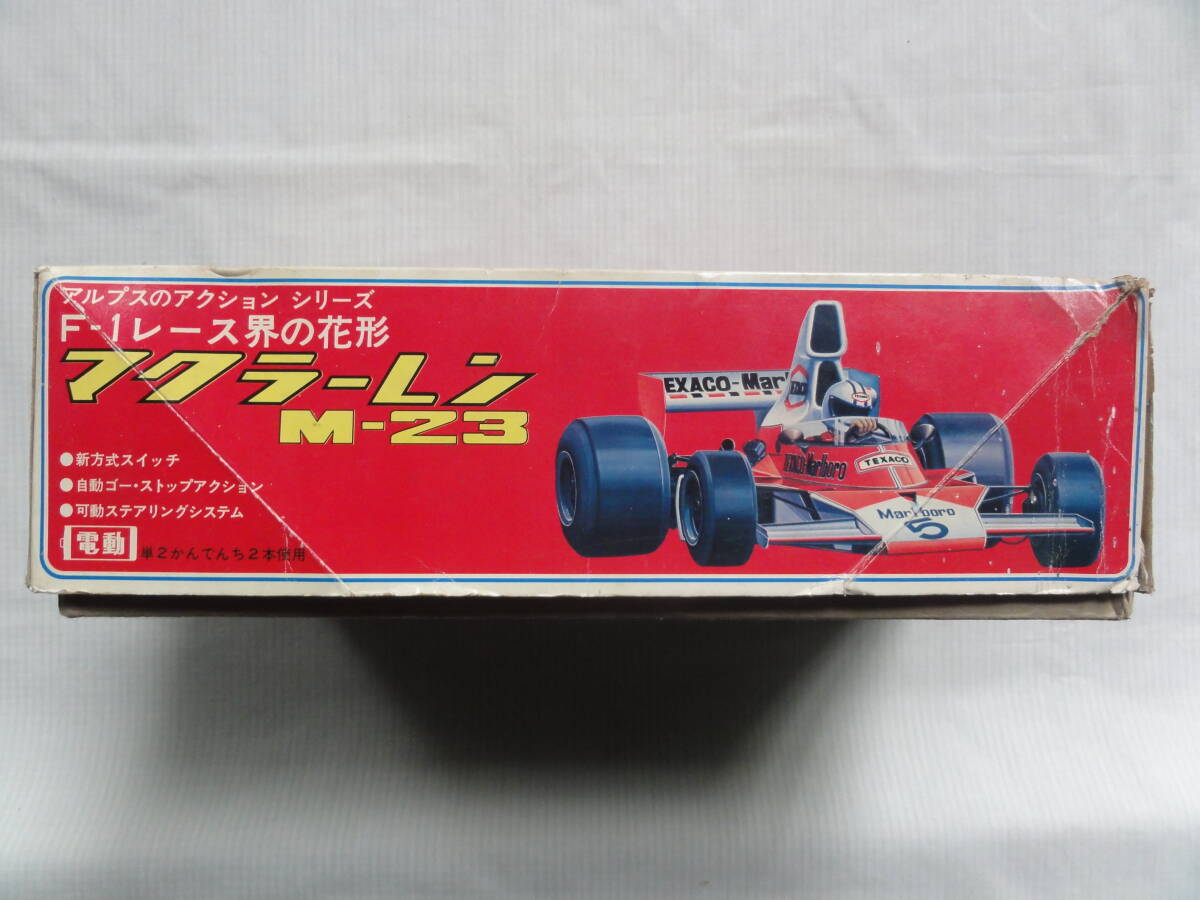 アルプスのアクション シリーズ
F-1レース界の花形
マクラーレン
M-23
●新方式スイッチ
●自動ゴー・ストップアクション
●可動ステアリングシステム
電動
単2かんでんち2本使用
EXACO-Marl
TEXACO-Marlboro
TEXACO
Marlboro
5